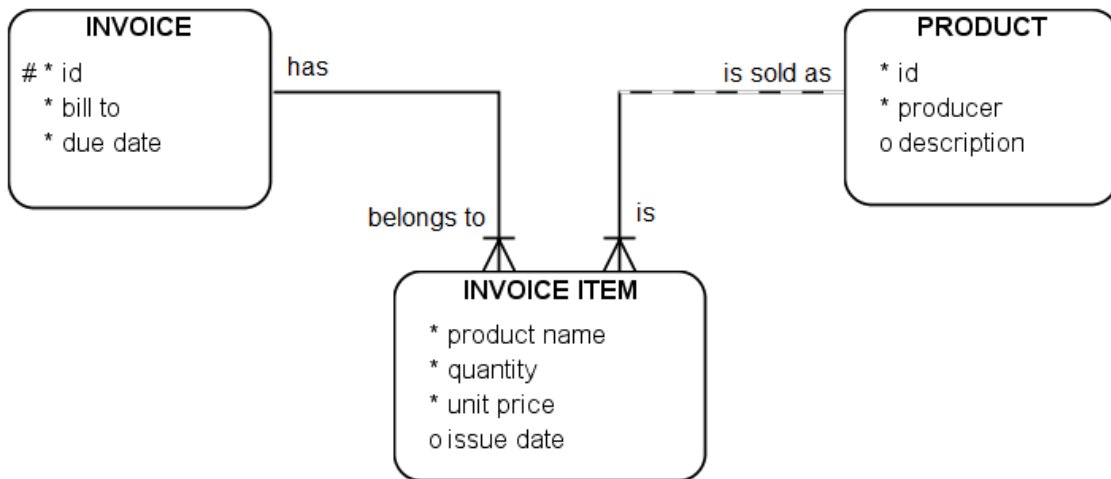 INVOICE
# * id
* bill to
* due date
has
belongs to
PRODUCT
* id
* producer
o description
is sold as
is
INVOICE ITEM
* product name
* quantity
* unit price
o issue date